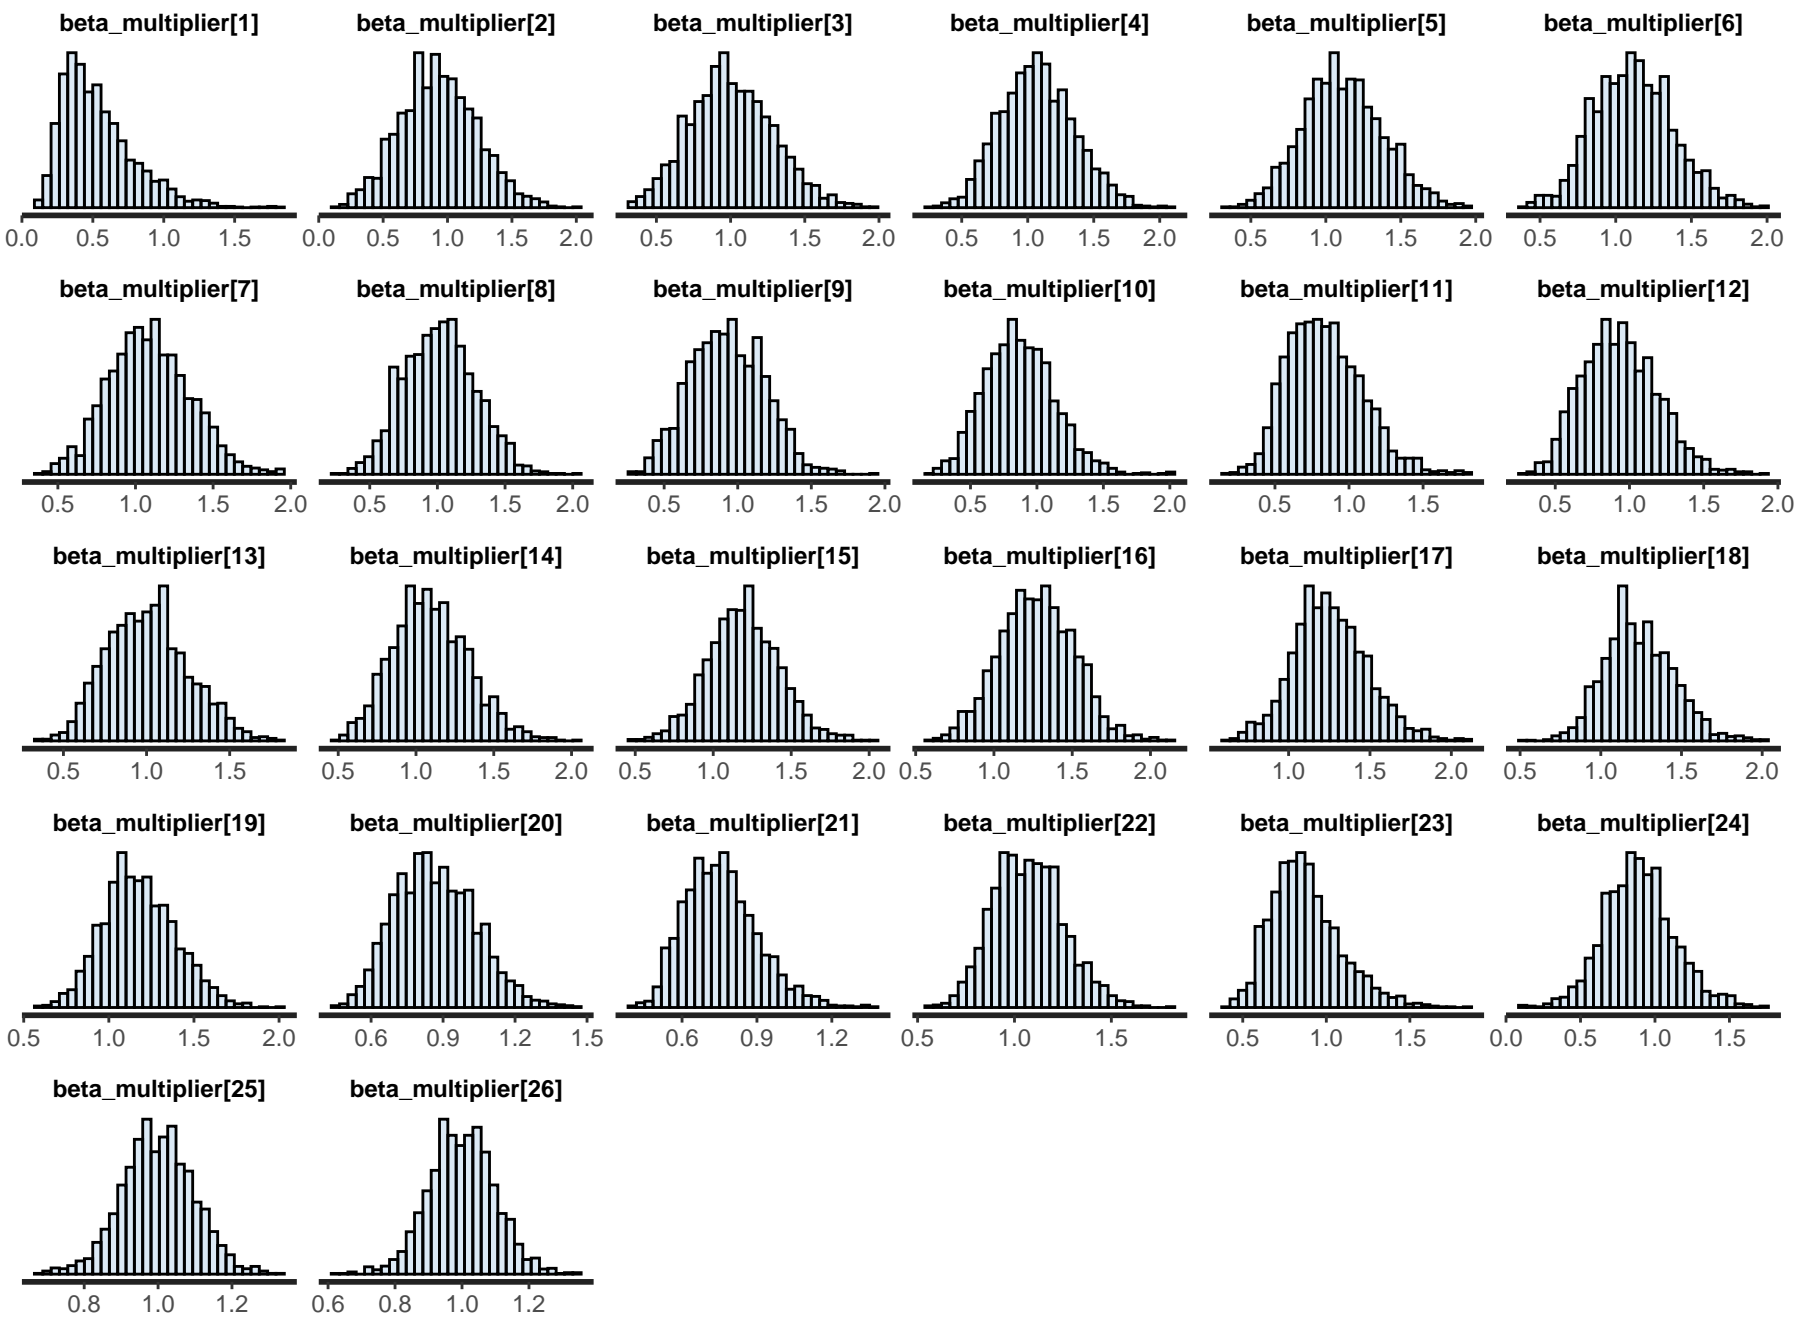 beta_multiplier[1] beta_multiplier[2] beta_multiplier[3] beta_multiplier[4] beta_multiplier[5] beta_multiplier[6]
0.0 0.5 1.0 1.5 0.0 0.5 1.0 1.5 2.0 0.5 1.0 1.5 2.0 0.5 1.0 1.5 2.0 0.5 1.0 1.5 2.0 0.5 1.0 1.5 2.0
beta_multiplier[7] beta_multiplier[8] beta_multiplier[9] beta_multiplier[10] beta_multiplier[11] beta_multiplier[12]
0.5 1.0 1.5 2.0 0.5 1.0 1.5 2.0 0.5 1.0 1.5 2.0 0.5 1.0 1.5 2.0 0.5 1.0 1.5 0.5 1.0 1.5 2.0
beta_multiplier[13] beta_multiplier[14] beta_multiplier[15] beta_multiplier[16] beta_multiplier[17] beta_multiplier[18]
0.5 1.0 1.5 0.5 1.0 1.5 2.0 0.5 1.0 1.5 2.0 0.5 1.0 1.5 2.0 1.0 1.5 2.0 0.5 1.0 1.5 2.0
beta_multiplier[19] beta_multiplier[20] beta_multiplier[21] beta_multiplier[22] beta_multiplier[23] beta_multiplier[24]
0.5 1.0 1.5 2.0 0.6 0.9 1.2 1.5 0.6 0.9 1.2 0.5 1.0 1.5 0.5 1.0 1.5 0.0 0.5 1.0 1.5
beta_multiplier[25] beta_multiplier[26]
0.8 1.0 1.2 0.6 0.8 1.0 1.2